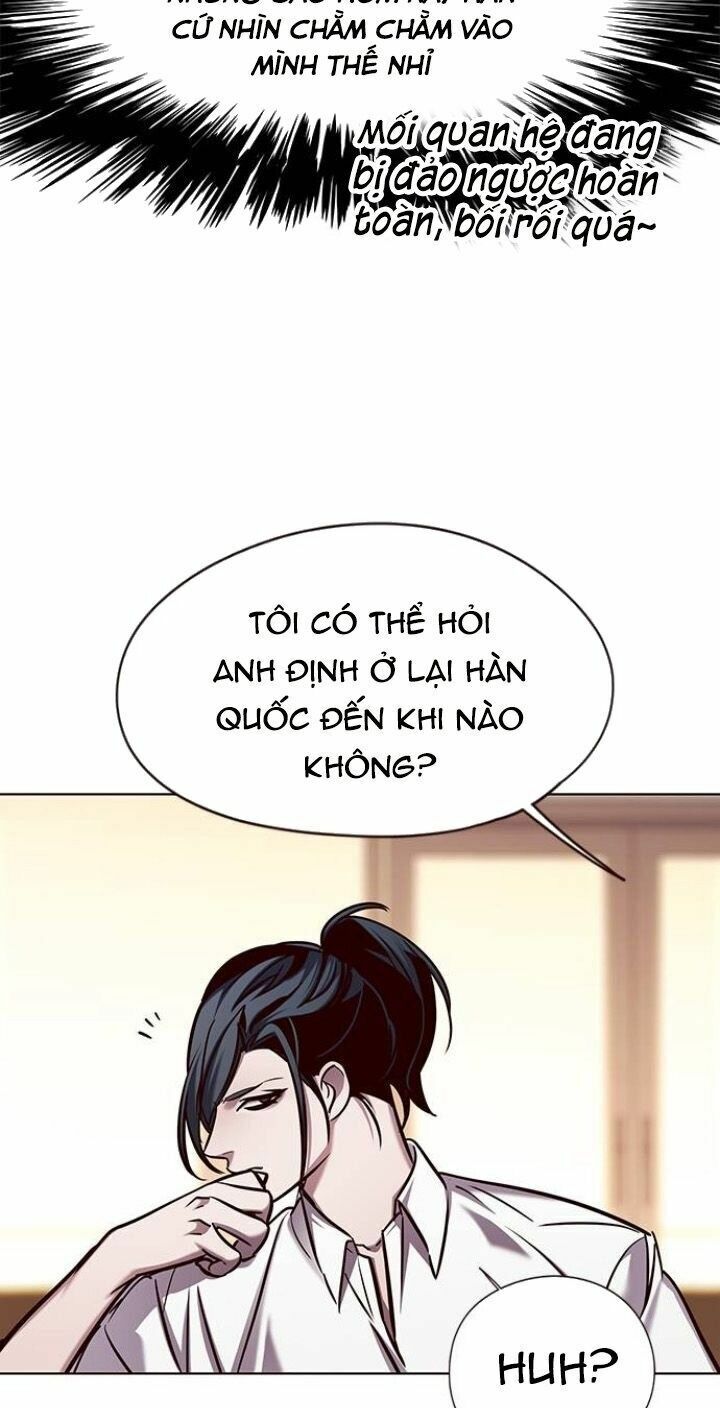 CỨ NHÌN CHẰM CHẰM VÀO
MÌNH THẾ NHỈ
Mối quan hệ đang
bị đảo ngược hoàn
toàn, bối rối quá~
TÔI CÓ THỂ HỎI
ANH ĐỊNH Ở LẠI HÀN
QUỐC ĐẾN KHI NÀO
KHÔNG?
HUH?